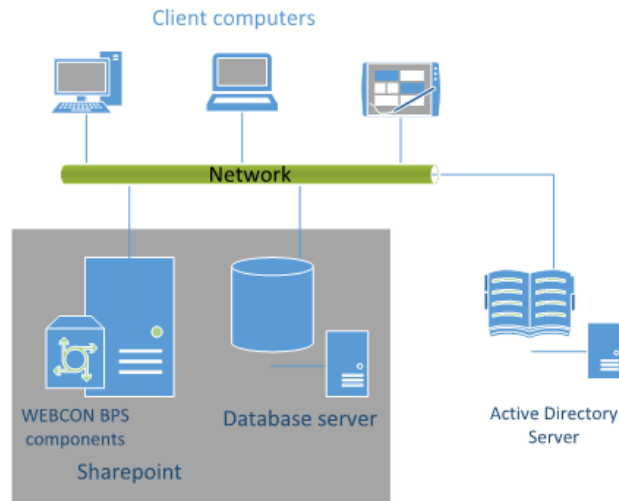 Client computers
Network
WEBCON BPS
components
Database server
Sharepoint
Active Directory
Server